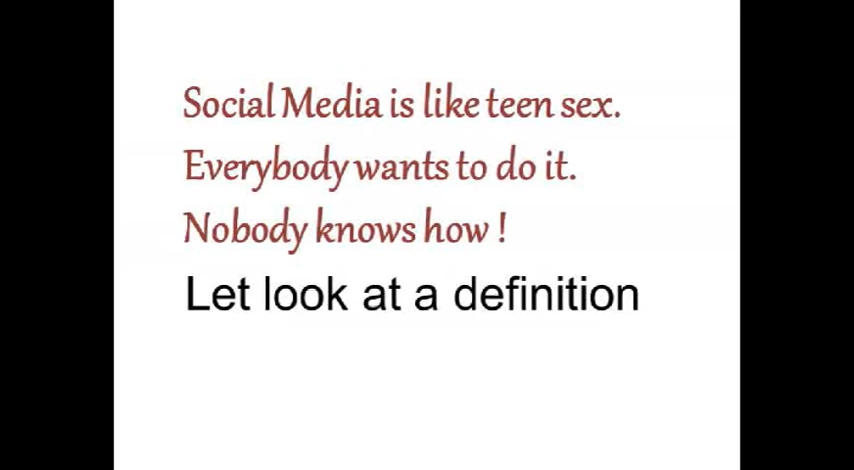 Social Media is like teen sex.
Everybody wants to do it.
Nobody knows how !
Let look at a definition